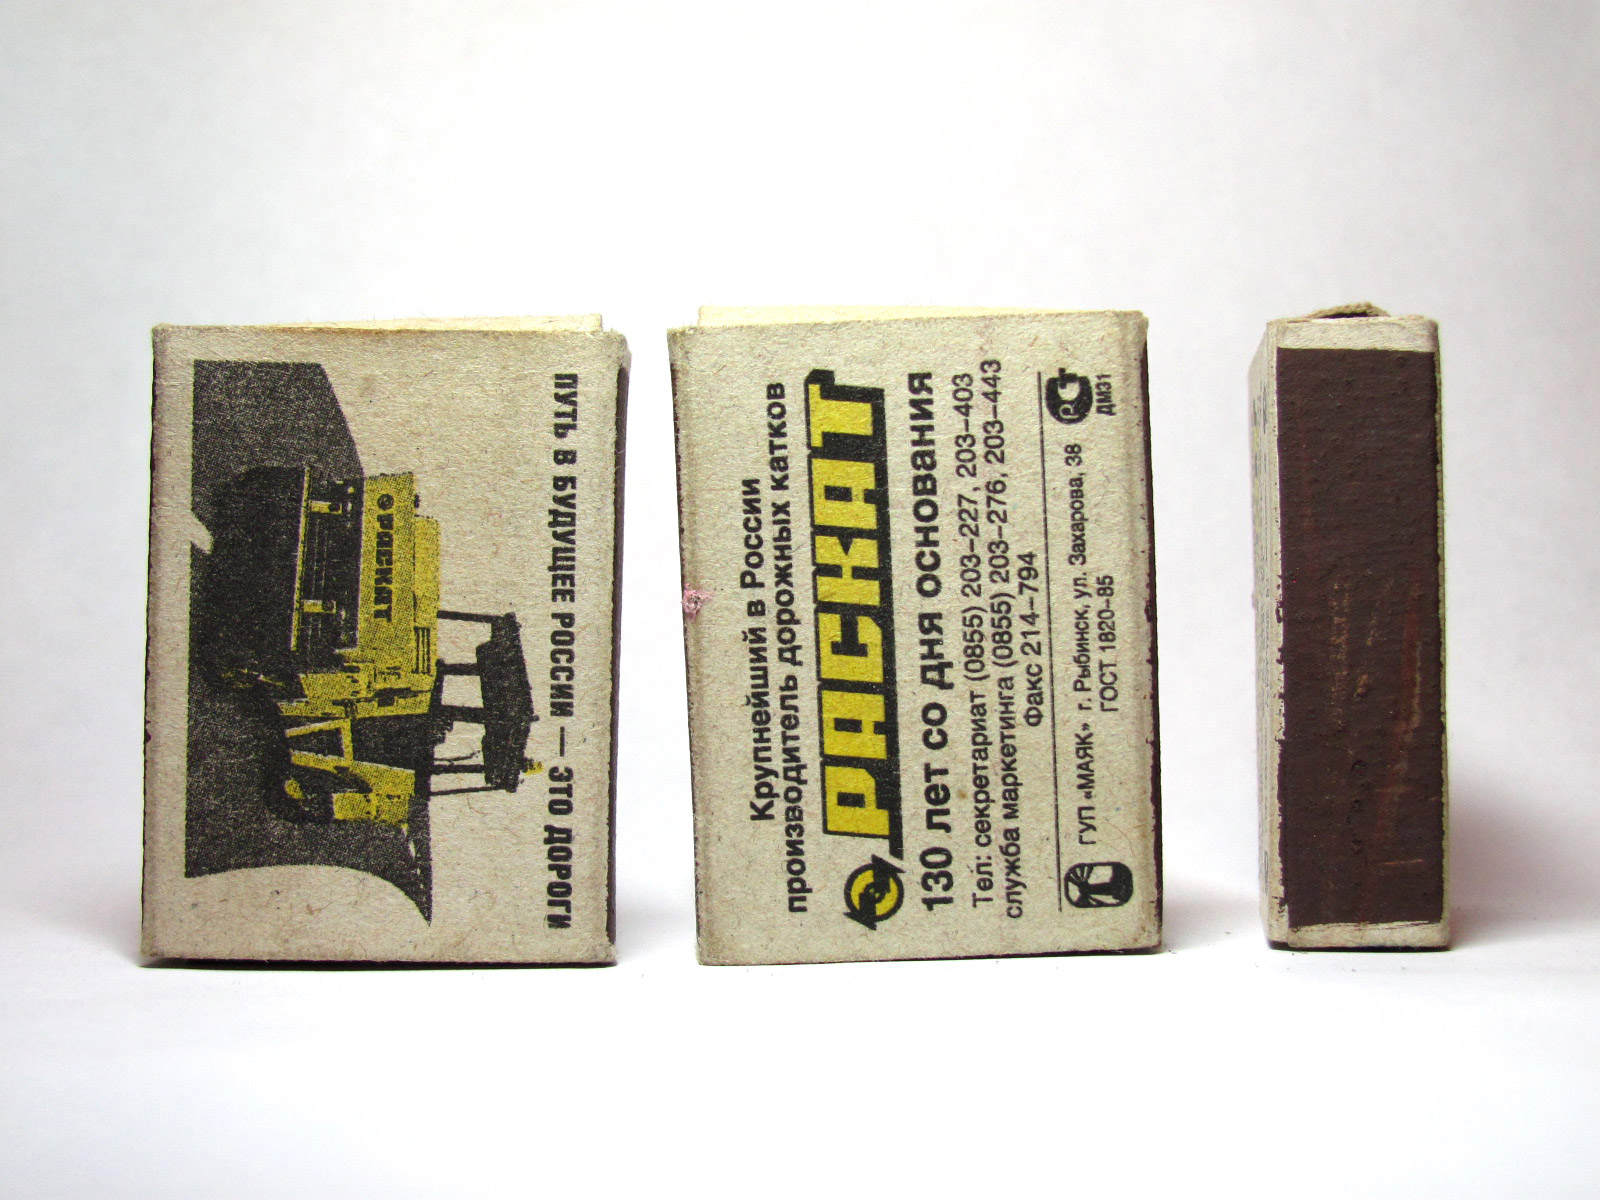 ПУТЬ В БУДУЩЕЕ РОССИИ — ЭТО ДОРОГИ
РАСКАТ
Крупнейший в России
производитель дорожных катков
РАСКАТ
130 лет со дня основания
Тел: секретариат (0855) 203-227, 203-403
служба маркетинга (0855) 203-276, 203-443
Факс 214-794
ГУП «МАЯК» г. Рыбинск, ул. Захарова, 38
ГОСТ 1820-85
РСТ
ДМ31